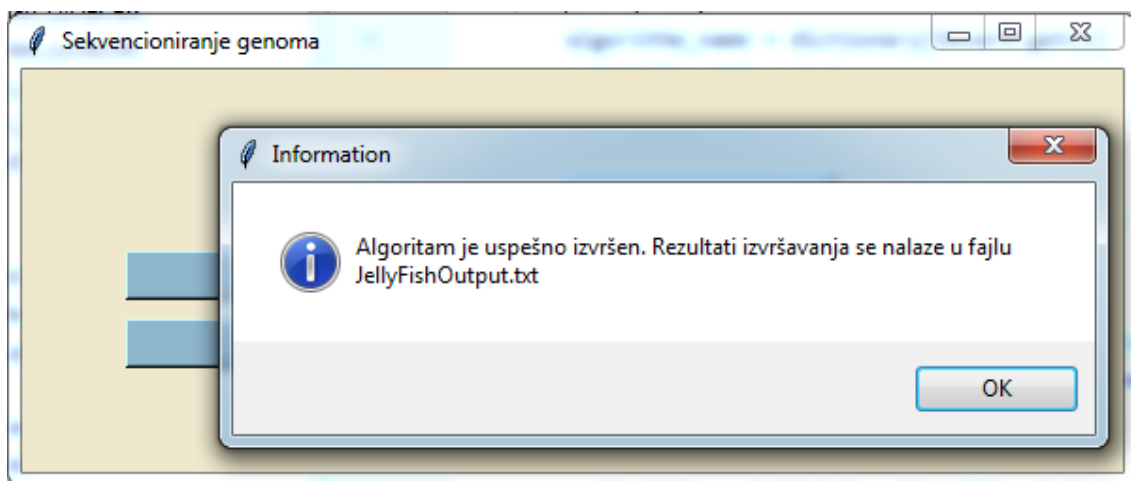 Sekvencioniranje genoma
Information
Algoritam je uspešno izvršen. Rezultati izvršavanja se nalaze u fajlu
JellyFishOutput.txt
OK